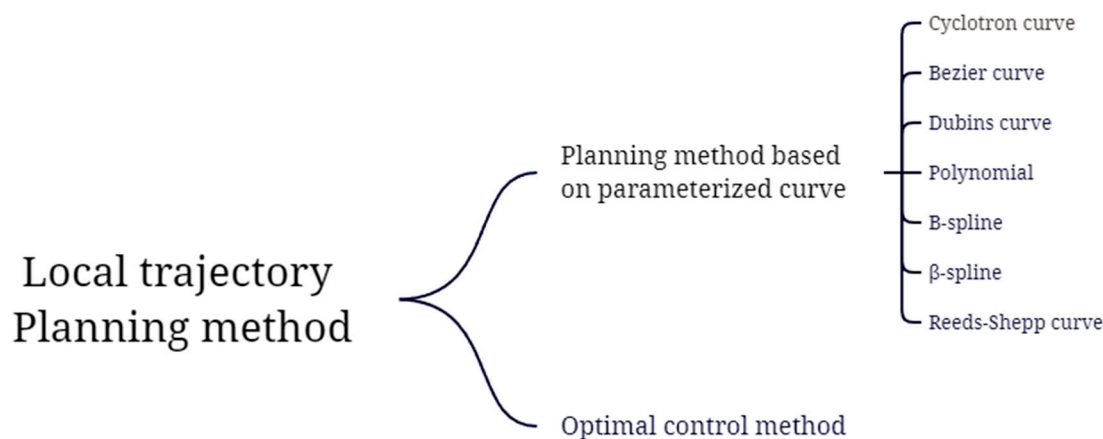 Local trajectory
Planning method
Planning method based
on parameterized curve
Cyclotron curve
Bezier curve
Dubins curve
Polynomial
B-spline
β-spline
Reeds-Shepp curve
Optimal control method